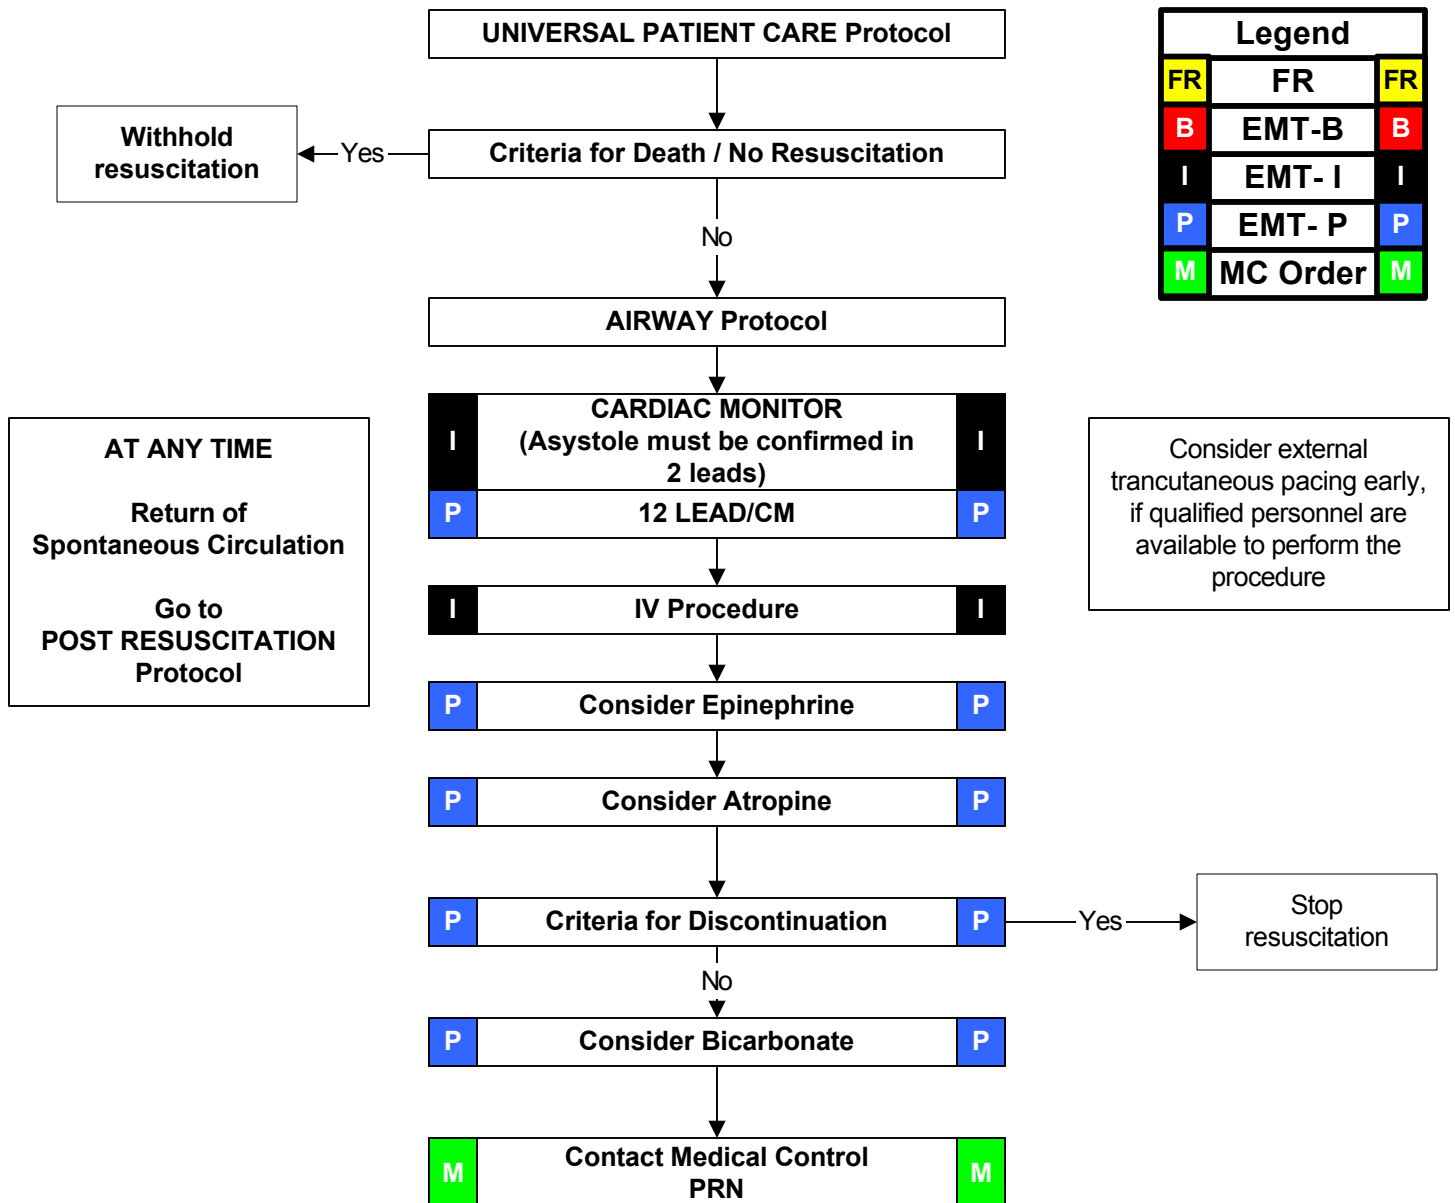 UNIVERSAL PATIENT CARE Protocol
Legend
FR FR FR
B EMT-B B
I EMT- I I
P EMT- P P
M MC Order M
Withhold
resuscitation
Yes
Criteria for Death / No Resuscitation
No
AIRWAY Protocol
AT ANY TIME
Return of
Spontaneous Circulation
Go to
POST RESUSCITATION
Protocol
CARDIAC MONITOR
I (Asystole must be confirmed in I
2 leads)
P 12 LEAD/CM P
Consider external
trancutaneous pacing early,
if qualified personnel are
available to perform the
procedure
I IV Procedure I
P Consider Epinephrine P
P Consider Atropine P
P Criteria for Discontinuation P
Yes
Stop
resuscitation
No
P Consider Bicarbonate P
Contact Medical Control
M M
PRN